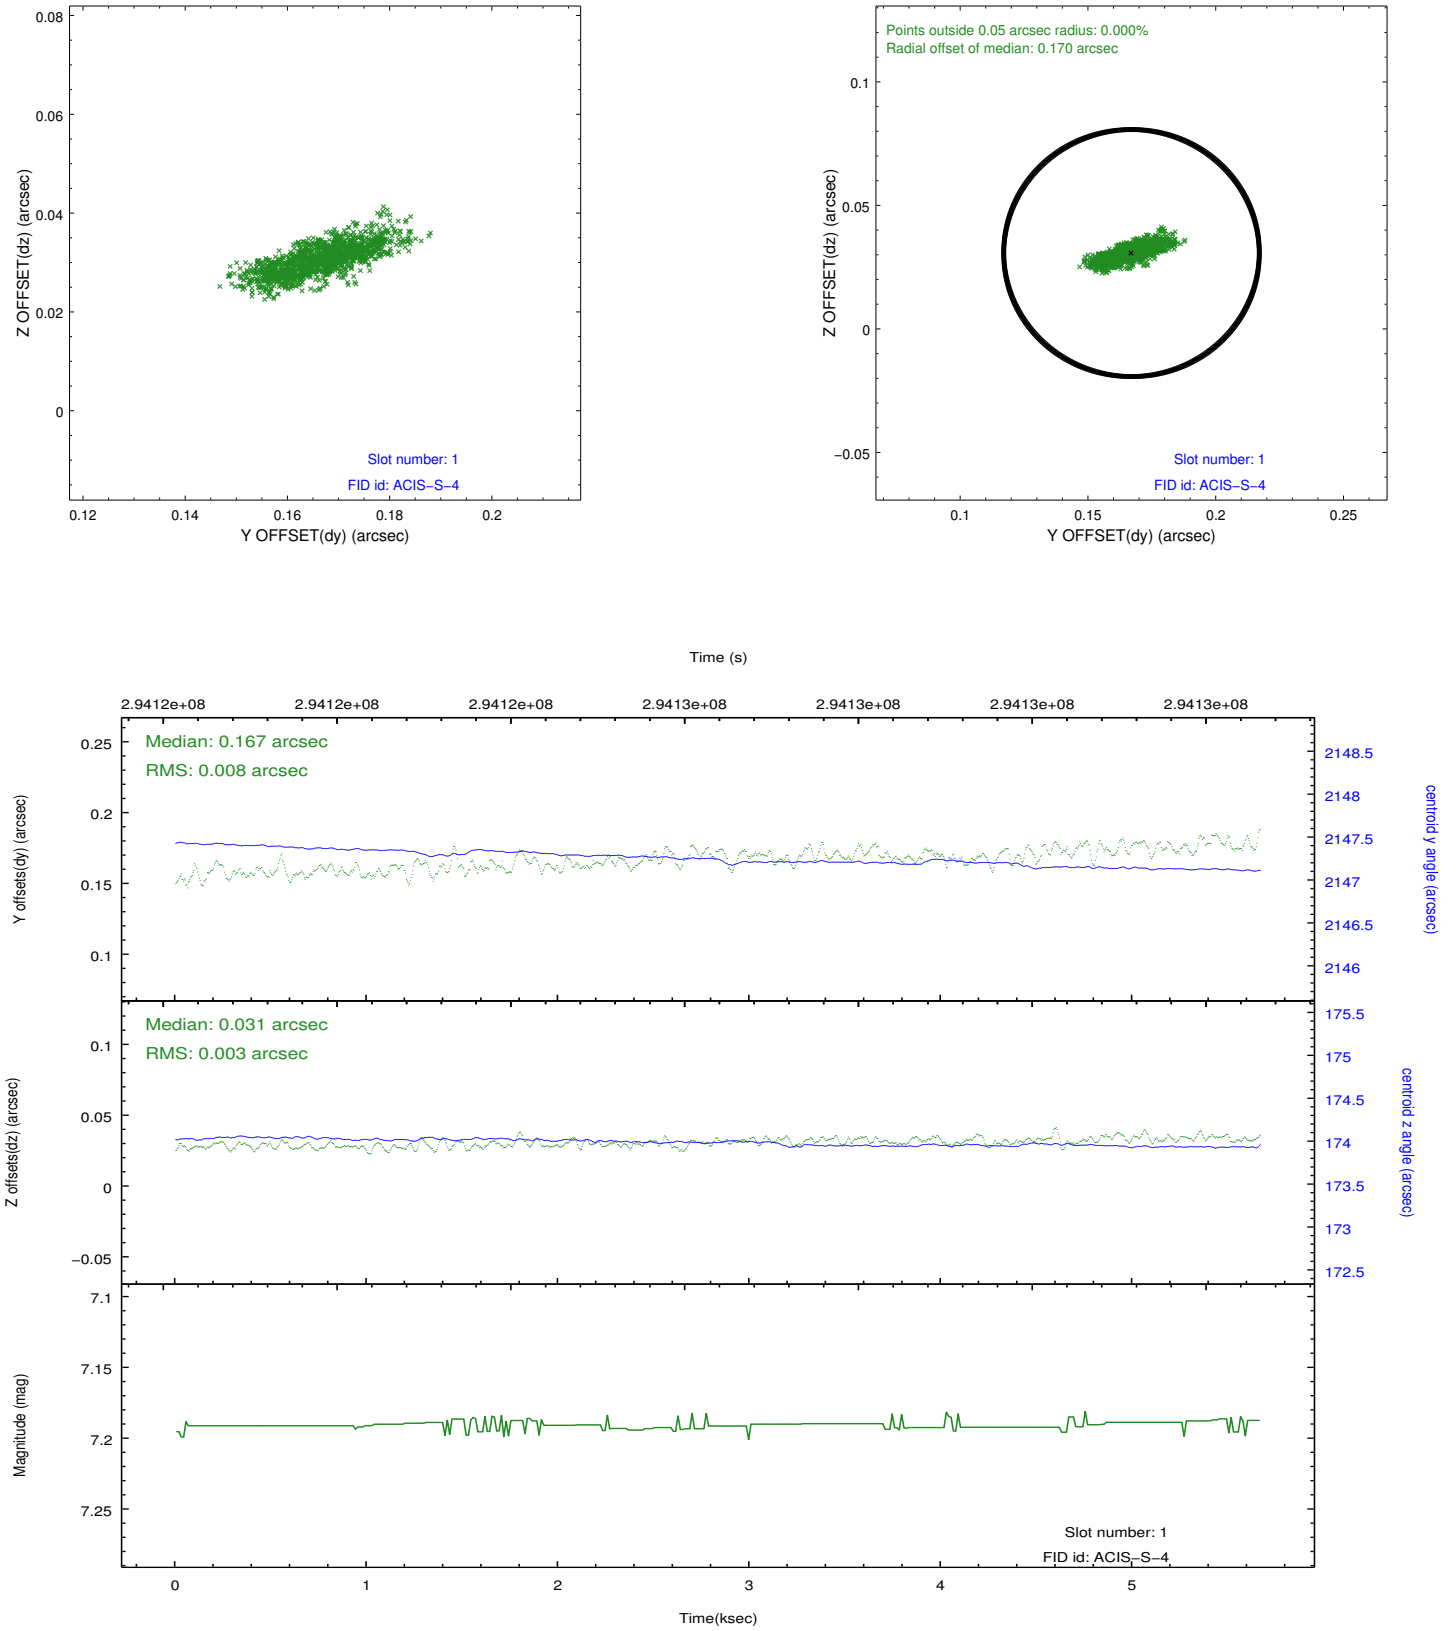 0.08
0.06
0.04
0.02
0
Z OFFSET(dz) (arcsec)
Slot number: 1
FID id: ACIS−S−4
0.12 0.14 0.16 0.18 0.2
Y OFFSET(dy) (arcsec)
Points outside 0.05 arcsec radius: 0.000%
Radial offset of median: 0.170 arcsec
0.1
0.05
0
−0.05
Z OFFSET(dz) (arcsec)
Slot number: 1
FID id: ACIS−S−4
0.1 0.15 0.2 0.25
Y OFFSET(dy) (arcsec)
Time (s)
2.9412e+08 2.9412e+08 2.9412e+08 2.9413e+08 2.9413e+08 2.9413e+08 2.9413e+08
Median: 0.167 arcsec
RMS: 0.008 arcsec
0.25
0.2
0.15
0.1
Y offsets(dy) (arcsec)
2148.5
2148
2147.5
2147
2146.5
2146
centroid y angle (arcsec)
Median: 0.031 arcsec
RMS: 0.003 arcsec
0.1
0.05
0
−0.05
Z offsets(dz) (arcsec)
175.5
175
174.5
174
173.5
173
172.5
centroid z angle (arcsec)
7.1
7.15
7.2
7.25
Magnitude (mag)
Slot number: 1
FID id: ACIS−S−4
0 1 2 3 4 5
Time(ksec)